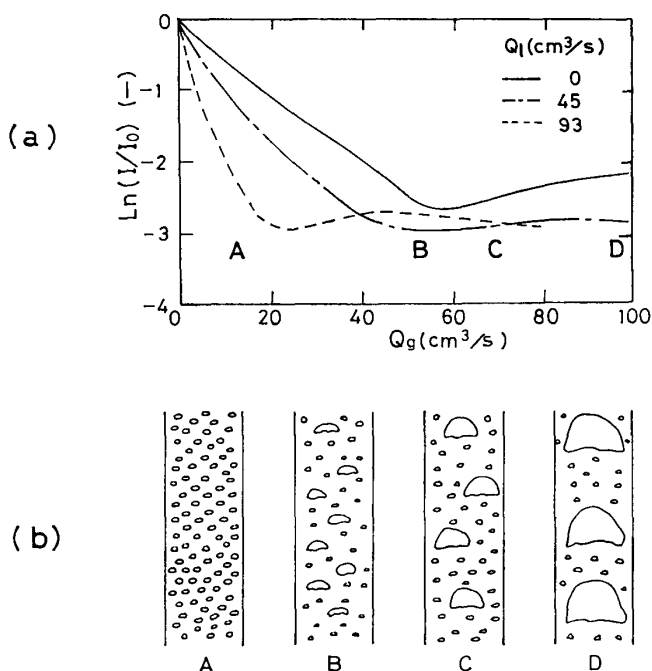 (a)
Ln(I/I0) (–)
0
-1
-2
-3
-4
Ql(cm³/s)
0
45
93
A
B
C
D
0
20
40
60
80
100
Qg(cm³/s)
(b)
A
B
C
D